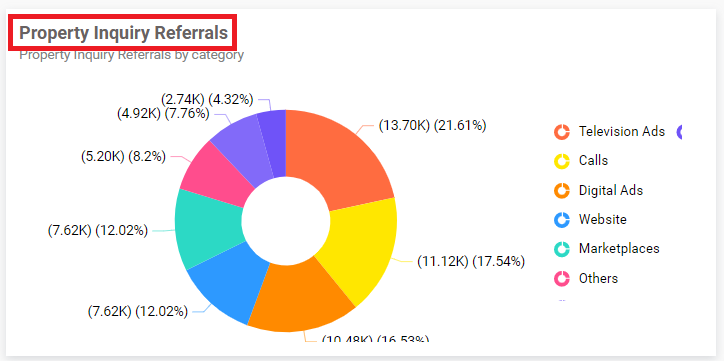 Property Inquiry Referrals
Property Inquiry Referrals by category
(2.74K) (4.32%)
(4.92K) (7.76%)
(13.70K) (21.61%)
(5.20K) (8.2%)
(7.62K) (12.02%)
(11.12K) (17.54%)
(7.62K) (12.02%)
(10.48K) (16.53%)
Television Ads
Calls
Digital Ads
Website
Marketplaces
Others